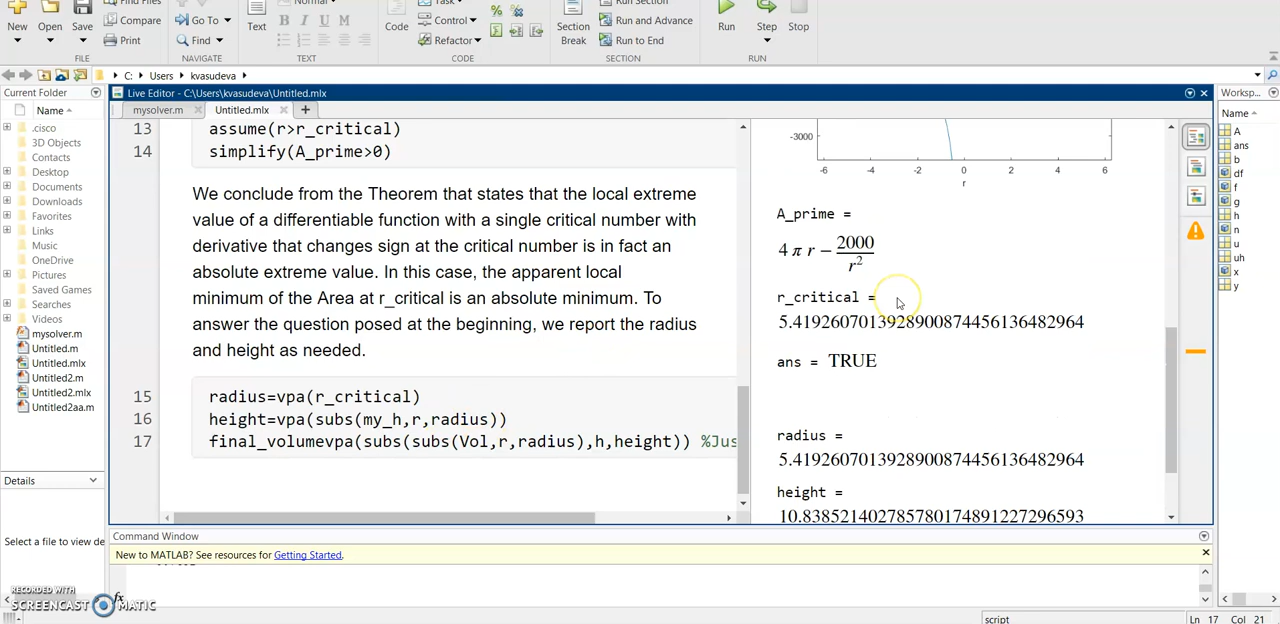 Find Files
Task
Normal
Run Section
New
Open
Save
Compare
Print
Go To
Find
Text
B I U M
Code
Control
Refactor
Section
Break
Run and Advance
Run to End
Run
Step
Stop
FILE
NAVIGATE
TEXT
CODE
SECTION
RUN
C:
Users
kvasudeva
Current Folder
Live Editor - C:\Users\kvasudeva\Untitled.mlx
Worksp...
Name
mysolver.m
Untitled.mlx
+
Name
.cisco
3D Objects
Contacts
Desktop
Documents
Downloads
Favorites
Links
Music
OneDrive
Pictures
Saved Games
Searches
Videos
mysolver.m
Untitled.m
Untitled.mlx
Untitled2.m
Untitled2.mlx
Untitled2aa.m
Details
Select a file to view de
13 assume(r>r_critical)
14 simplify(A_prime>0)
We conclude from the Theorem that states that the local extreme
value of a differentiable function with a single critical number with
derivative that changes sign at the critical number is in fact an
absolute extreme value. In this case, the apparent local
minimum of the Area at r_critical is an absolute minimum. To
answer the question posed at the beginning, we report the radius
and height as needed.
15 radius=vpa(r_critical)
16 height=vpa(subs(my_h,r,radius))
17 final_volumevpa(subs(subs(Vol,r,radius),h,height)) %Jus
-3000
-6 -4 -2 0 2 4 6
r
A_prime =
4 π r − 2000 / r²
r_critical =
5.4192607013928900874456136482964
ans = TRUE
radius =
5.4192607013928900874456136482964
height =
10.838521402785780174891227296593
A
ans
b
df
f
g
h
n
u
uh
x
y
Command Window
New to MATLAB? See resources for Getting Started.
fx
RECORDED WITH
SCREENCAST MATIC
script
Ln 17 Col 21